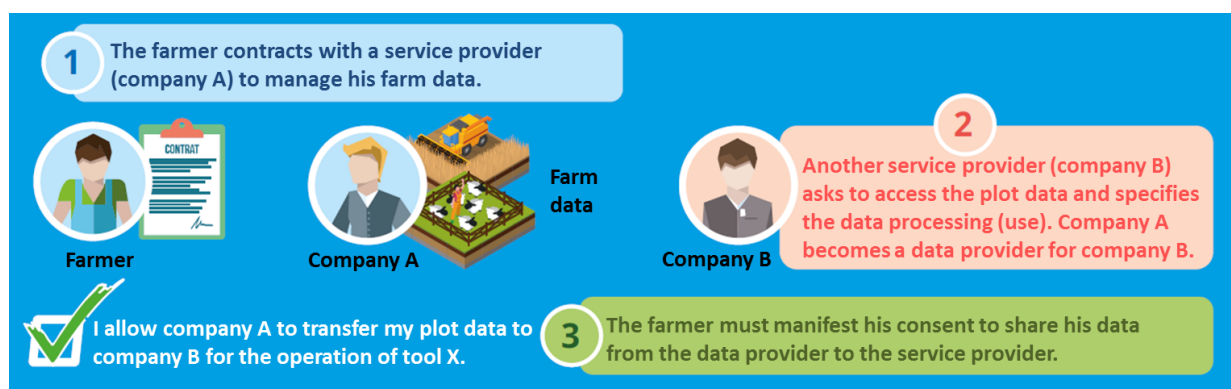 1
The farmer contracts with a service provider
(company A) to manage his farm data.
CONTRAT
Farmer
Company A
Farm
data
Company B
2
Another service provider (company B)
asks to access the plot data and specifies
the data processing (use). Company A
becomes a data provider for company B.
I allow company A to transfer my plot data to
company B for the operation of tool X.
3
The farmer must manifest his consent to share his data
from the data provider to the service provider.